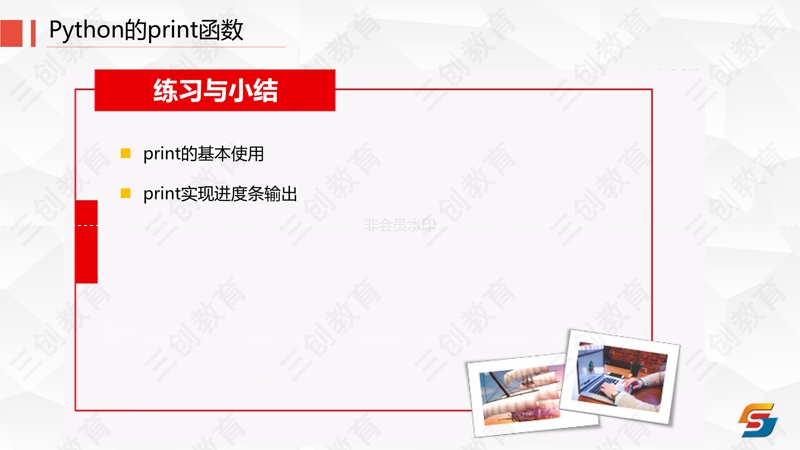 Python的print函数
练习与小结
print的基本使用
print实现进度条输出
非会员水印
三创教育